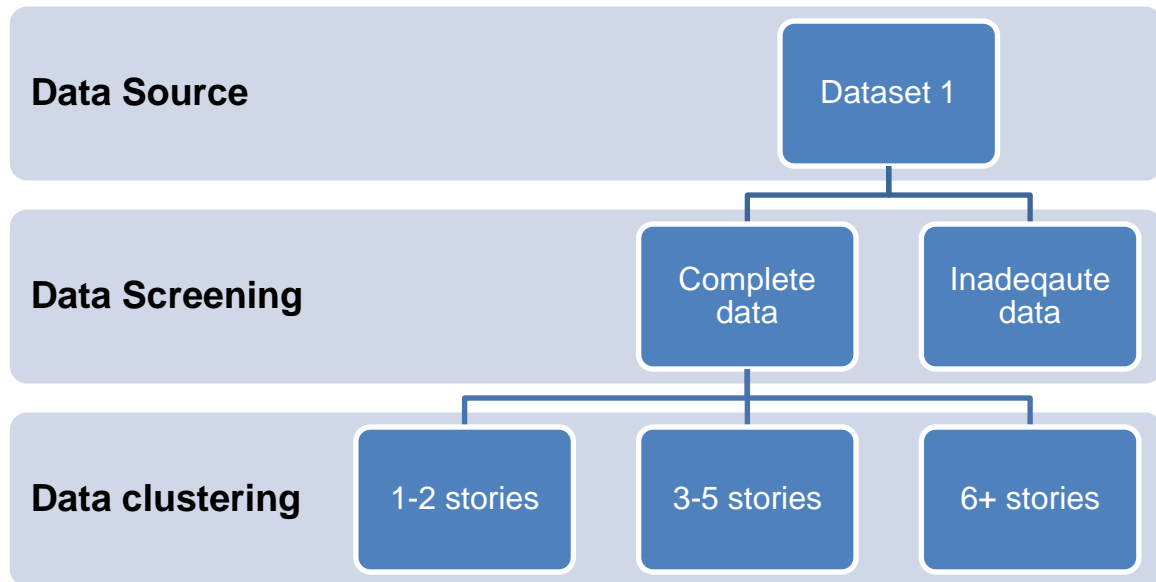 Data Source
Dataset 1
Data Screening
Complete
data
Inadeqaute
data
Data clustering
1-2 stories
3-5 stories
6+ stories